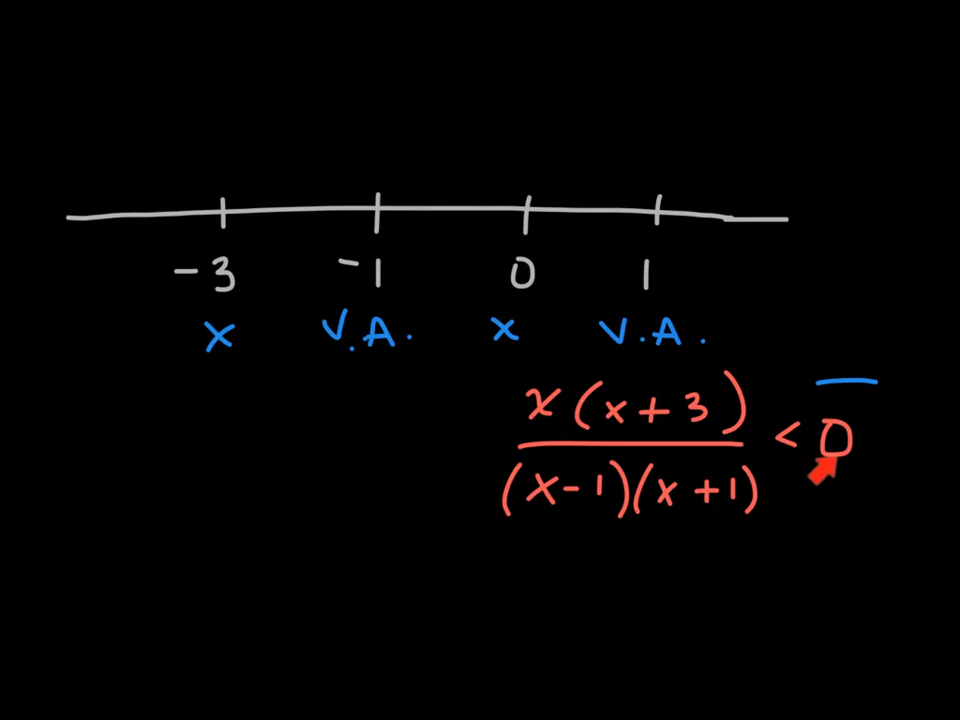 -3 -1 0 1
x V.A. x V.A.
x(x+3)
(x-1)(x+1) < 0